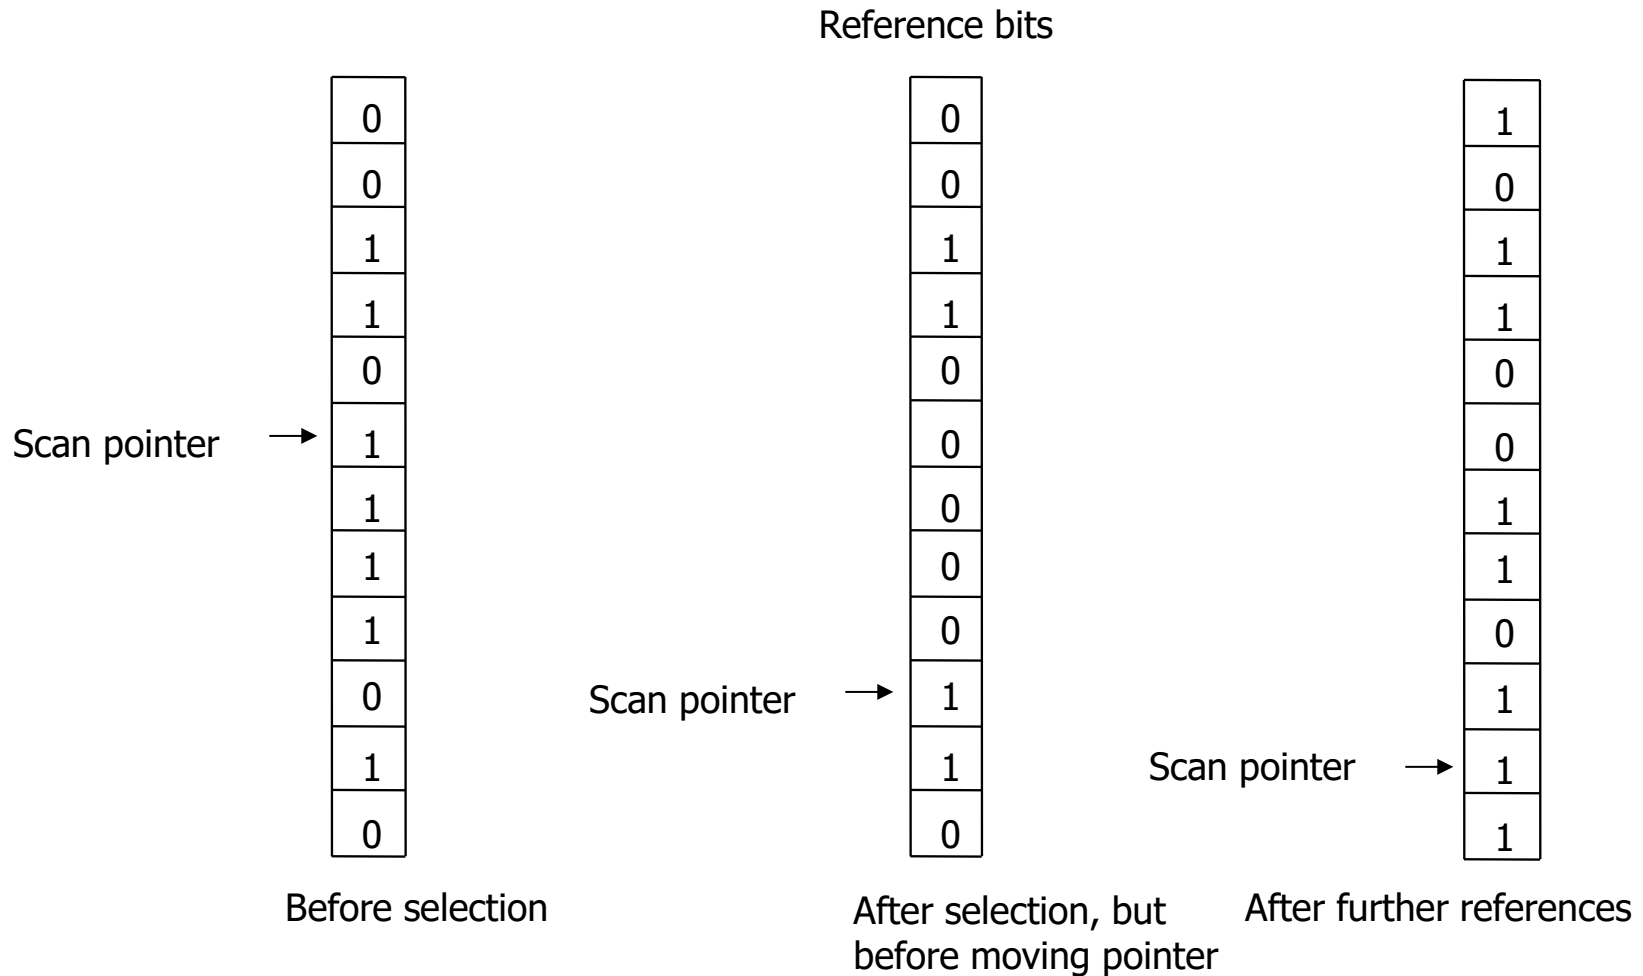 Reference bits
0 0 1
0 0 0
1 1 1
1 1 1
0 0 0
Scan pointer 1 0 0
1 0 1
1 0 1
1 0 0
Scan pointer
0 1 1
Scan pointer
1 1 1
0 0 1
Before selection
After selection, but
before moving pointer
After further references